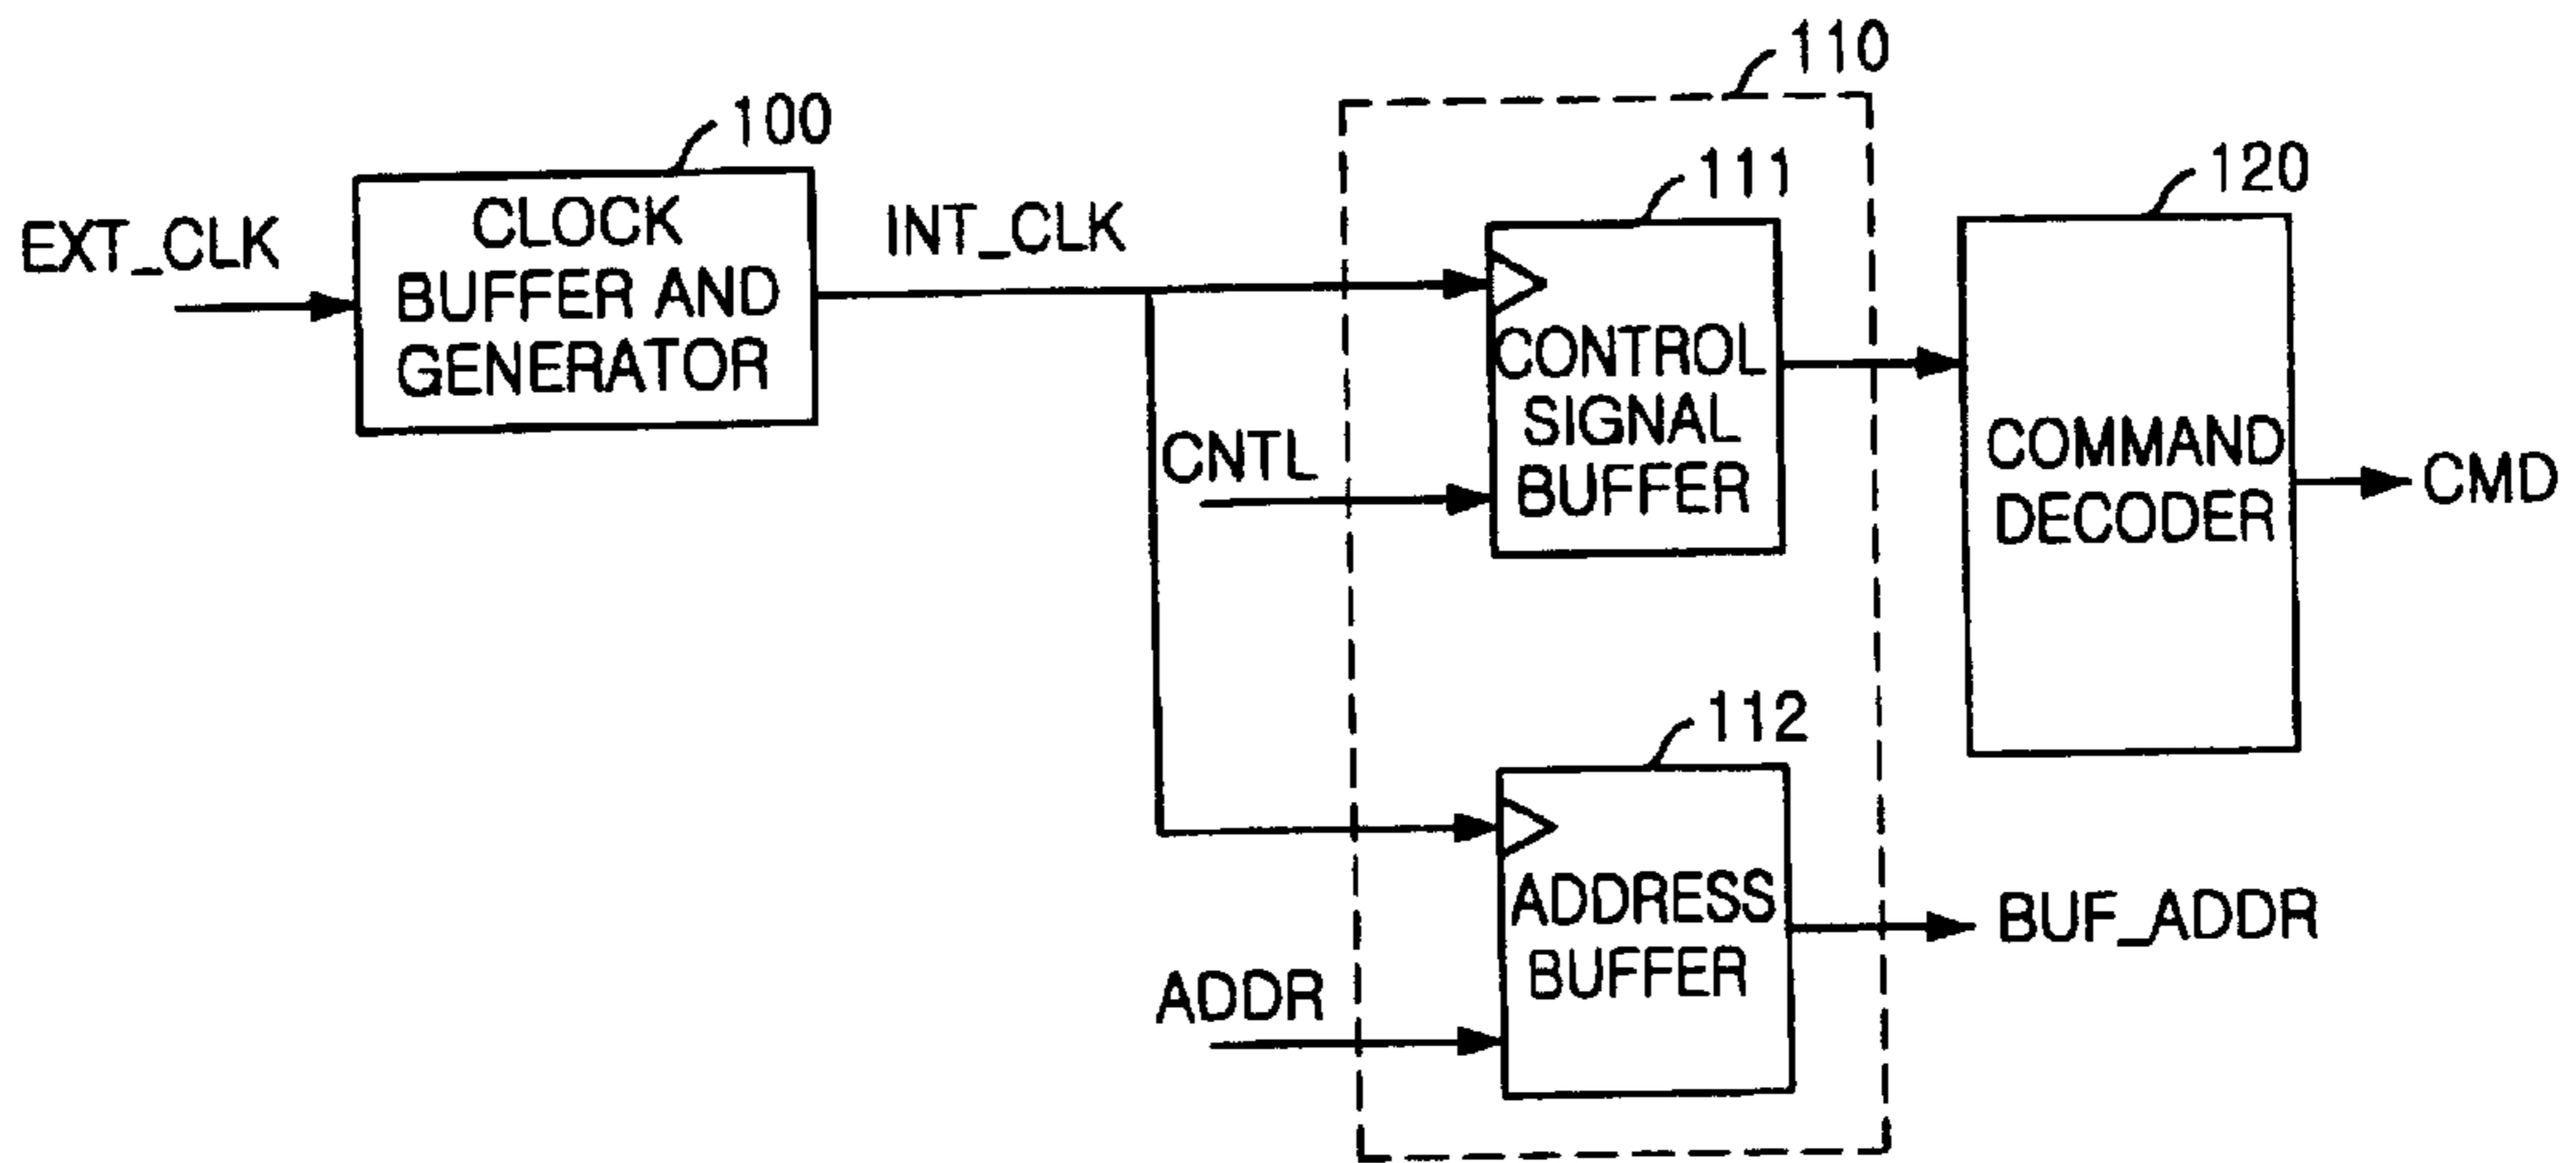 110
100
111
120
EXT_CLK
CLOCK
BUFFER AND
GENERATOR
INT_CLK
CONTROL
SIGNAL
BUFFER
CNTL
COMMAND
DECODER
CMD
112
ADDRESS
BUFFER
BUF_ADDR
ADDR